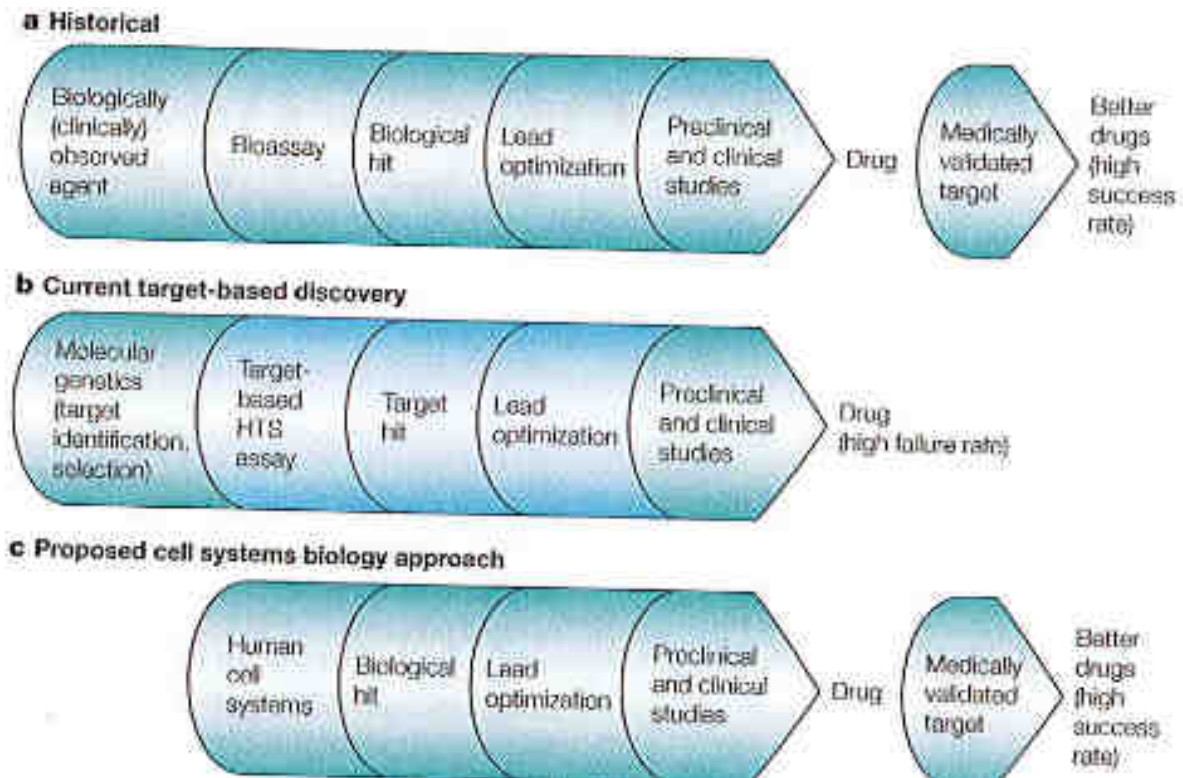 a Historical
Biologically
(clinically)
observed
agent
Bioassay
Biological
hit
Lead
optimization
Preclinical
and clinical
studies
Drug
Medically
validated
target
Better
drugs
(high
success
rate)
b Current target-based discovery
Molecular
genetics
(target
identification,
selection)
Target-
based
HTS
assay
Target
hit
Lead
optimization
Preclinical
and clinical
studies
Drug
(high failure rate)
c Proposed cell systems biology approach
Human
cell
systems
Biological
hit
Lead
optimization
Preclinical
and clinical
studies
Drug
Medically
validated
target
Better
drugs
(high
success
rate)